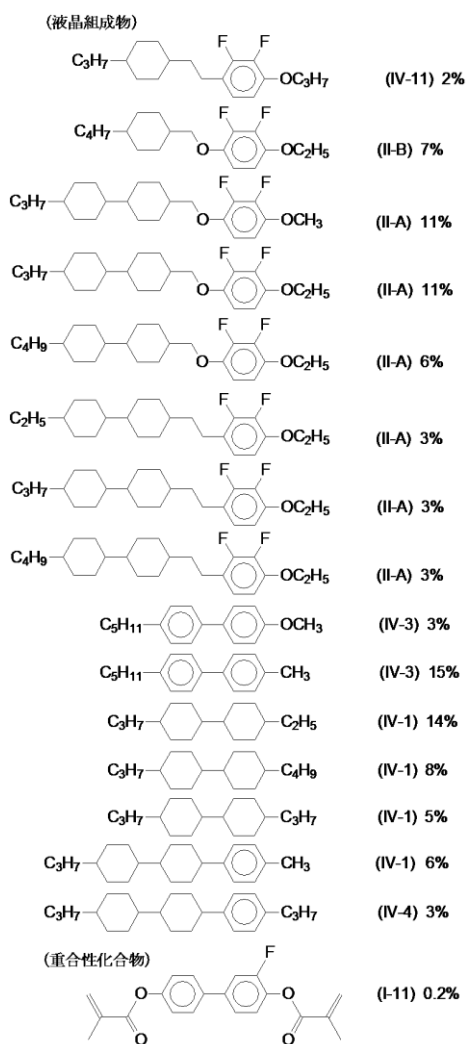 (液晶組成物)
C3H7 F F OC3H7 (IV-11) 2%
C4H7 O F F OC2H5 (II-B) 7%
C3H7 O F F OCH3 (II-A) 11%
C3H7 O F F OC2H5 (II-A) 11%
C4H9 O F F OC2H5 (II-A) 6%
C2H5 F F OC2H5 (II-A) 3%
C3H7 F F OC2H5 (II-A) 3%
C4H9 F F OC2H5 (II-A) 3%
C5H11 OCH3 (IV-3) 3%
C5H11 CH3 (IV-3) 15%
C3H7 C2H5 (IV-1) 14%
C3H7 C4H9 (IV-1) 8%
C3H7 C3H7 (IV-1) 5%
C3H7 CH3 (IV-1) 6%
C3H7 C3H7 (IV-4) 3%
(重合性化合物)
O O F O O (I-11) 0.2%